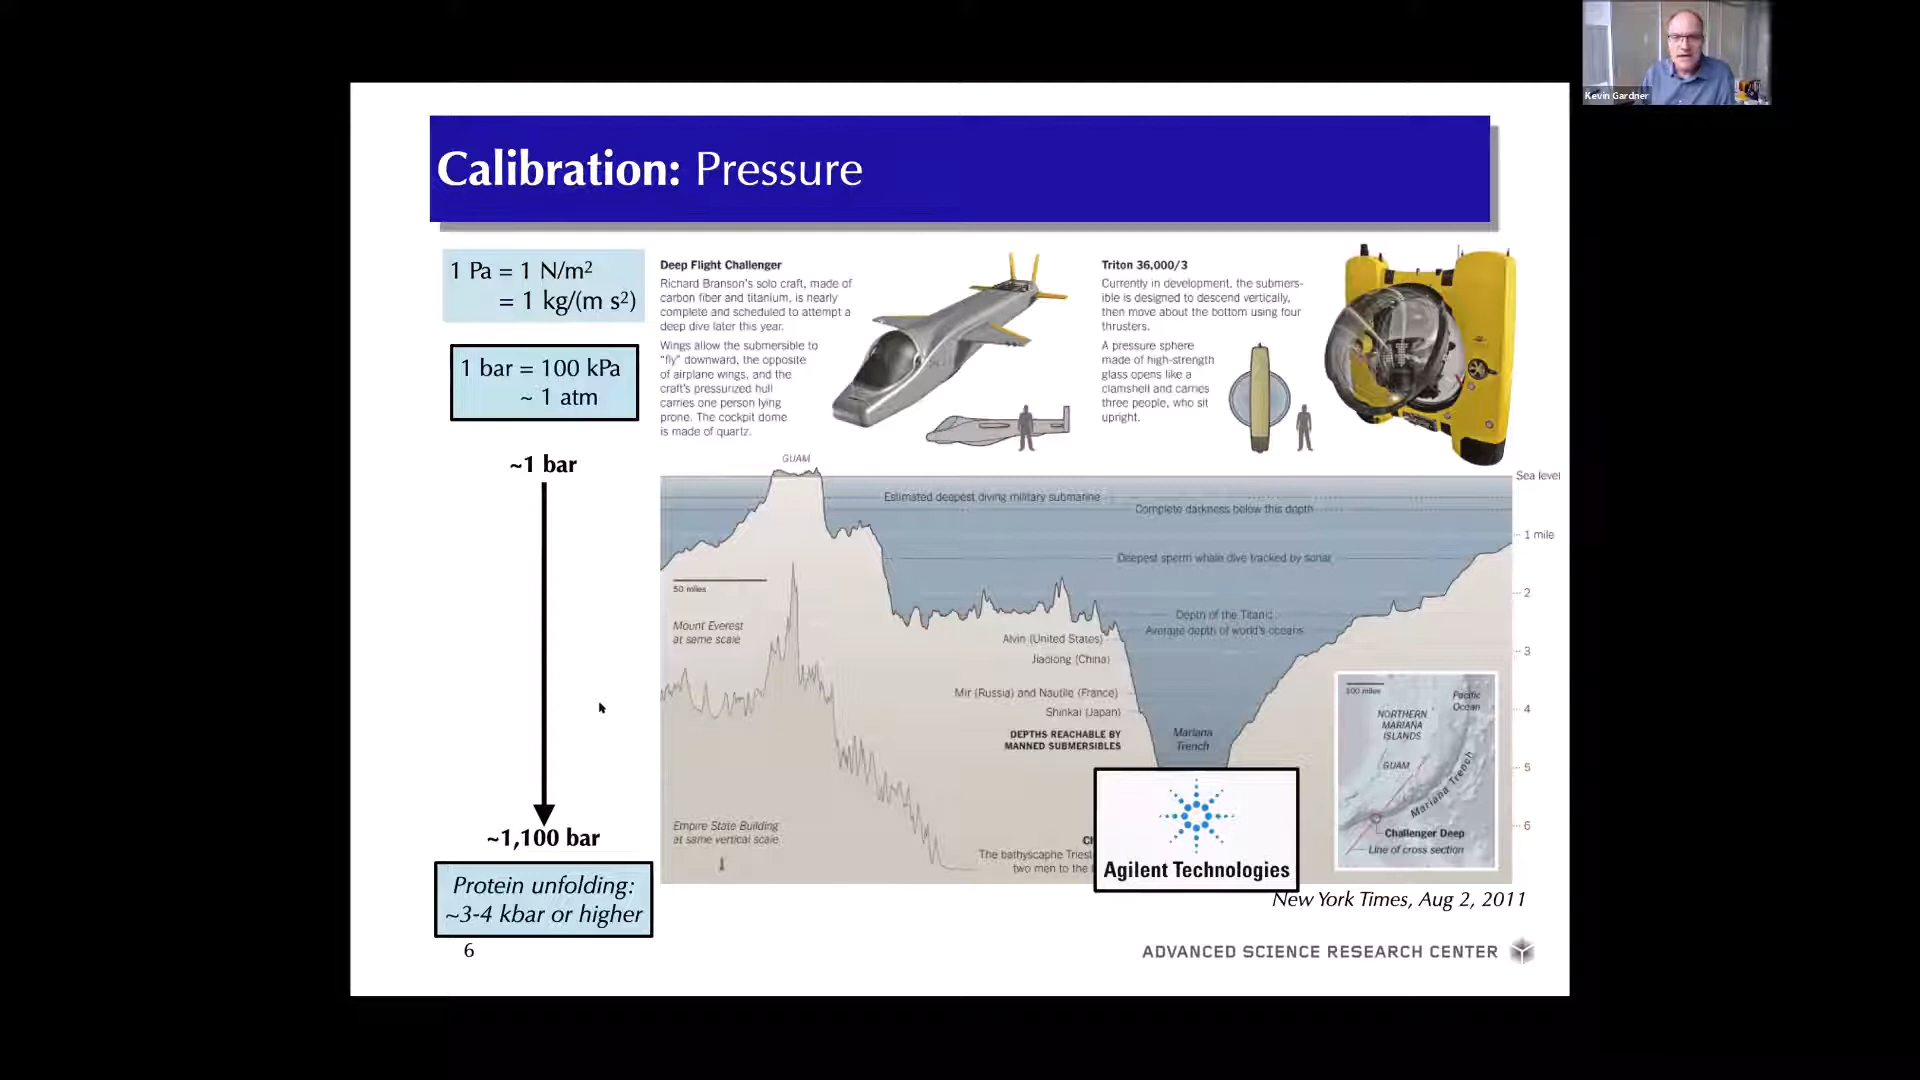 Kevin Gardner
Calibration: Pressure
1 Pa = 1 N/m²
= 1 kg/(m s²)
1 bar = 100 kPa
~ 1 atm
~1 bar
~1,100 bar
Protein unfolding:
~3-4 kbar or higher
6
Deep Flight Challenger
Richard Branson's solo craft, made of
carbon fiber and titanium, is nearly
complete and scheduled to attempt a
deep dive later this year.
Wings allow the submersible to
"fly" downward, the opposite
of airplane wings, and the
craft's pressurized hull
carries one person lying
prone. The cockpit dome
is made of quartz.
Triton 36,000/3
Currently in development, the submers-
ible is designed to descend vertically,
then move about the bottom using four
thrusters.
A pressure sphere
made of high-strength
glass opens like a
clamshell and carries
three people, who sit
upright.
GUAM
Sea level
Estimated deepest diving military submarine
Complete darkness below this depth
1 mile
Deepest sperm whale dive tracked by sonar
50 miles
2
Depth of the Titanic
Average depth of world's oceans
Mount Everest
at same scale
Alvin (United States)
3
Jiaolong (China)
Mir (Russia) and Nautile (France)
Shinkai (Japan)
4
DEPTHS REACHABLE BY
MANNED SUBMERSIBLES
Mariana
Trench
5
6
Empire State Building
at same vertical scale
The bathyscaphe
two men to the
Agilent Technologies
100 miles
Pacific
Ocean
NORTHERN
MARIANA
ISLANDS
GUAM
Mariana Trench
Challenger Deep
Line of cross section
New York Times, Aug 2, 2011
ADVANCED SCIENCE RESEARCH CENTER